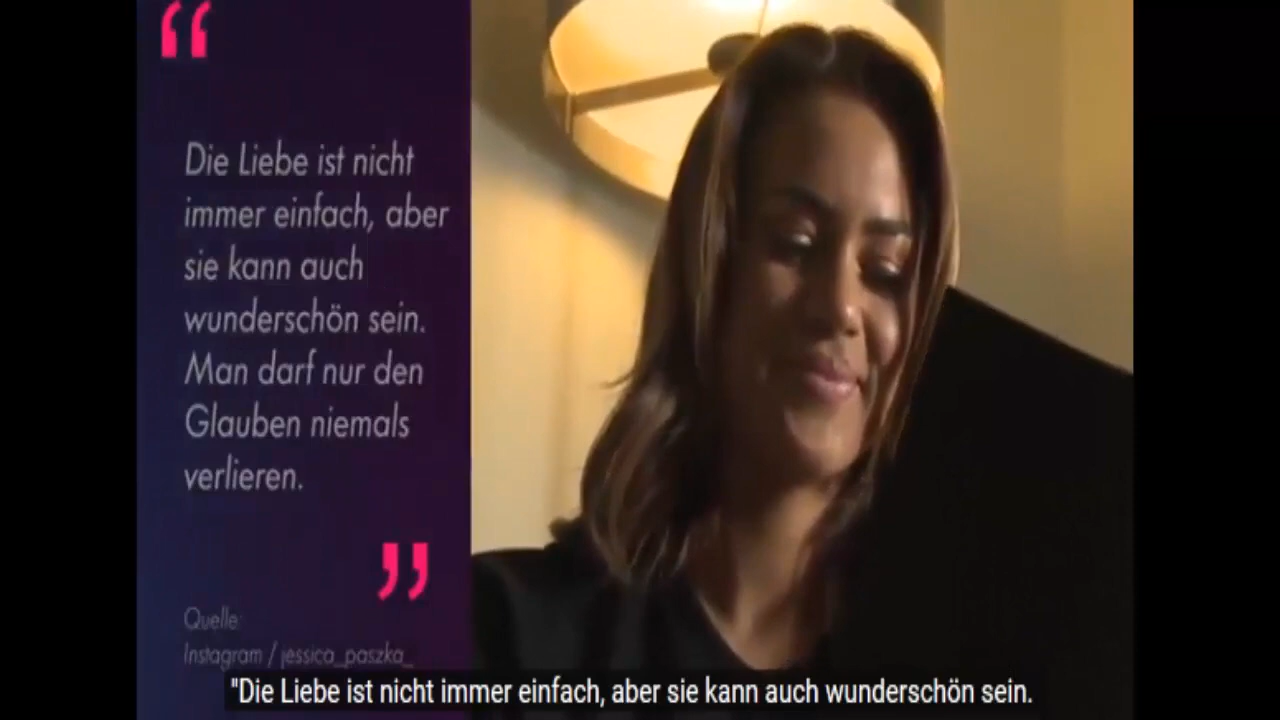 “
Die Liebe ist nicht
immer einfach, aber
sie kann auch
wunderschön sein.
Man darf nur den
Glauben niemals
verlieren.
”
Quelle:
Instagram / jessica_paszka_
"Die Liebe ist nicht immer einfach, aber sie kann auch wunderschön sein.